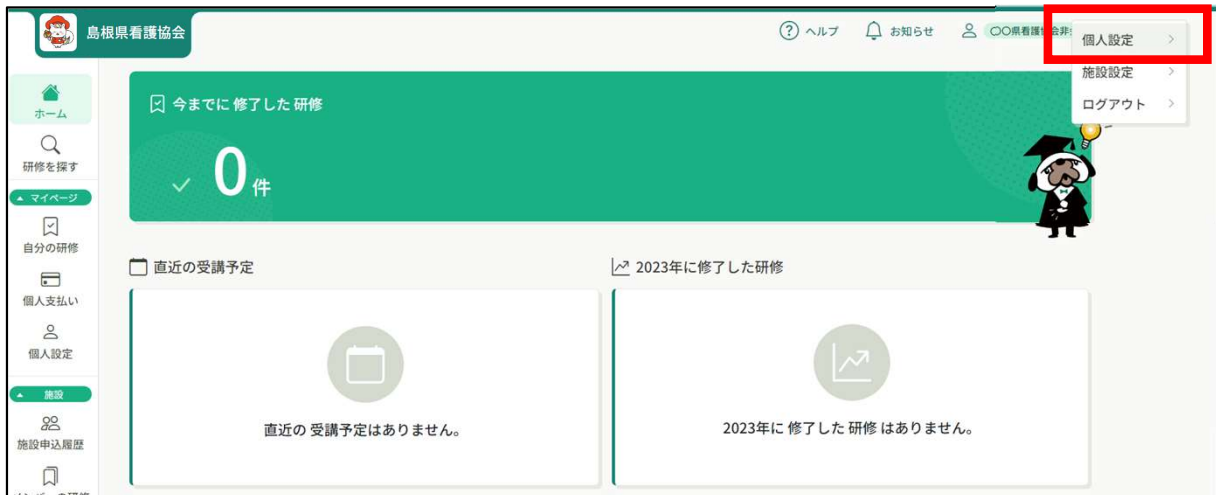 島根県看護協会
ヘルプ
お知らせ
〇〇県看護
個人設定
施設設定
ログアウト
ホーム
研修を探す
マイページ
自分の研修
個人支払い
個人設定
施設
施設申込履歴
今までに 修了した 研修
0件
直近の受講予定
直近の 受講予定はありません。
2023年に修了した研修
2023年に 修了した 研修 はありません。